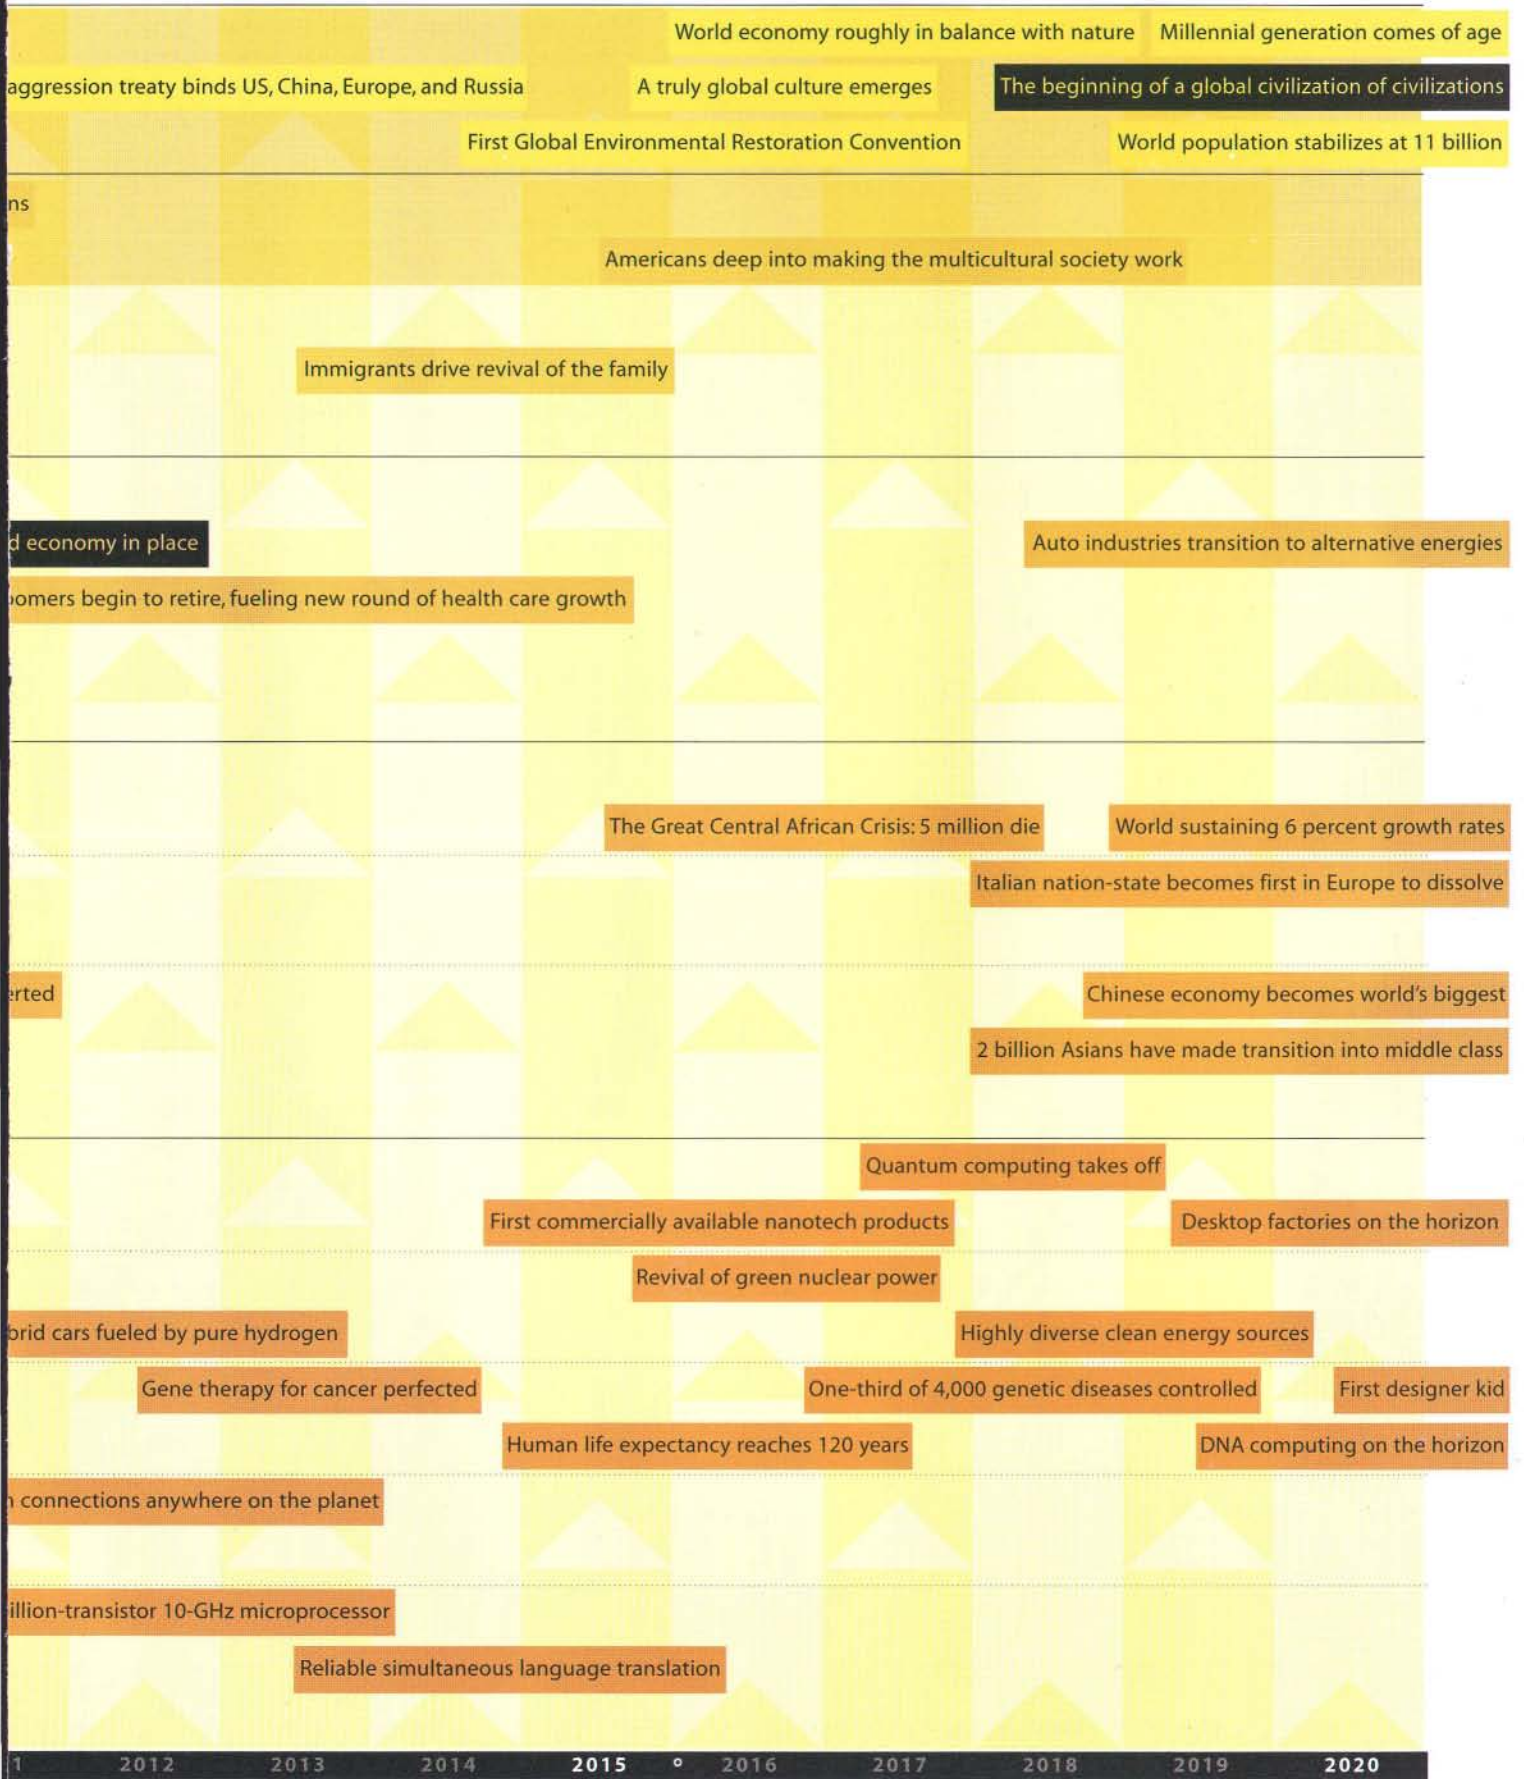 World economy roughly in balance with nature Millennial generation comes of age
aggression treaty binds US, China, Europe, and Russia A truly global culture emerges The beginning of a global civilization of civilizations
First Global Environmental Restoration Convention World population stabilizes at 11 billion
ns
Americans deep into making the multicultural society work
Immigrants drive revival of the family
d economy in place Auto industries transition to alternative energies
omers begin to retire, fueling new round of health care growth
The Great Central African Crisis: 5 million die World sustaining 6 percent growth rates
Italian nation-state becomes first in Europe to dissolve
erted Chinese economy becomes world's biggest
2 billion Asians have made transition into middle class
Quantum computing takes off
First commercially available nanotech products Desktop factories on the horizon
Revival of green nuclear power
brid cars fueled by pure hydrogen Highly diverse clean energy sources
Gene therapy for cancer perfected One-third of 4,000 genetic diseases controlled First designer kid
Human life expectancy reaches 120 years DNA computing on the horizon
connections anywhere on the planet
illion-transistor 10-GHz microprocessor
Reliable simultaneous language translation
1 2012 2013 2014 2015 2016 2017 2018 2019 2020